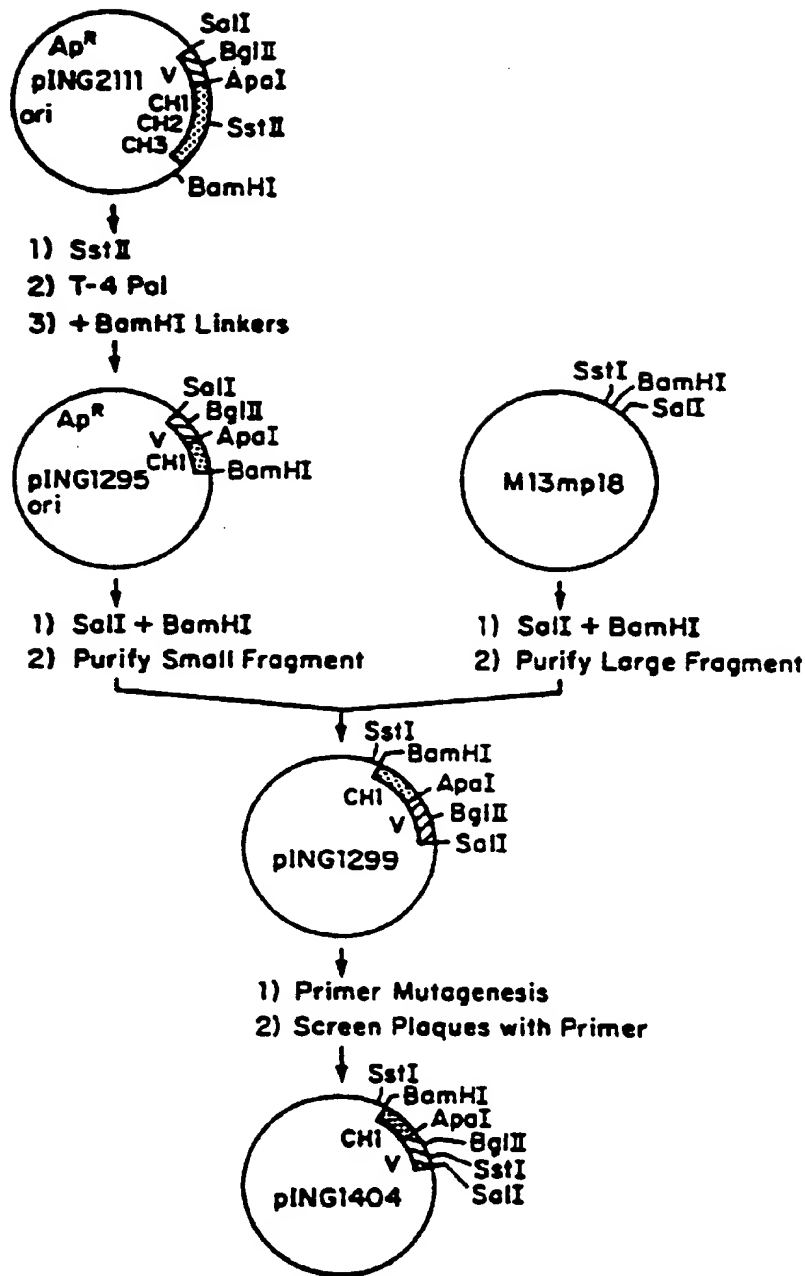 Ap^R
pING2111
ori
V
CH1
CH2
CH3
SalI
BglII
ApaI
SstII
BamHI
1) SstII
2) T-4 Pol
3) +BamHI Linkers
Ap^R
pING1295
ori
V
CH1
SalI
BglII
ApaI
BamHI
SstI
BamHI
SalI
M13mp18
1) SalI + BamHI
2) Purify Small Fragment
1) SalI + BamHI
2) Purify Large Fragment
SstI
BamHI
ApaI
BglII
SalI
CH1
V
pING1299
1) Primer Mutagenesis
2) Screen Plaques with Primer
SstI
BamHI
ApaI
BglII
SstI
SalI
CH1
V
pING1404